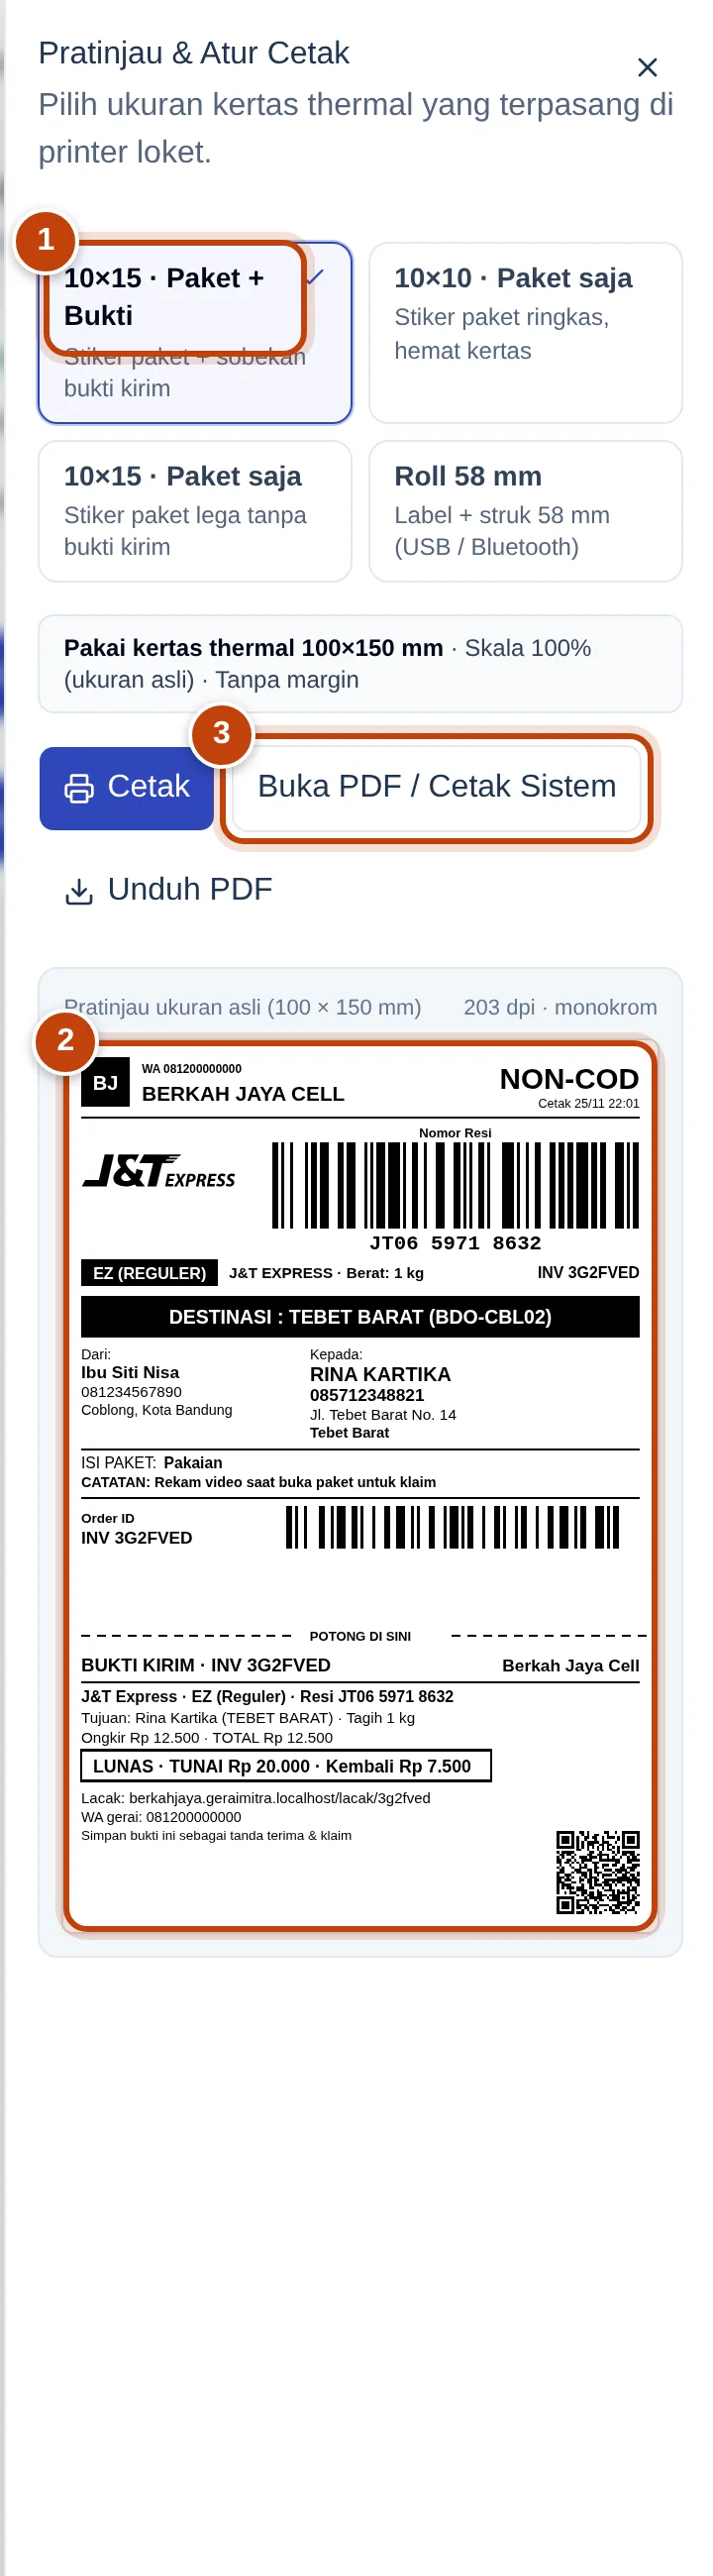 Pratinjau & Atur Cetak
Pilih ukuran kertas thermal yang terpasang di
printer loket.
1
10×15 · Paket +
Bukti
Stiker paket + sobekan
bukti kirim
10×10 · Paket saja
Stiker paket ringkas,
hemat kertas
10×15 · Paket saja
Stiker paket lega tanpa
bukti kirim
Roll 58 mm
Label + struk 58 mm
(USB / Bluetooth)
Pakai kertas thermal 100×150 mm · Skala 100%
(ukuran asli) · Tanpa margin
3
Cetak
Buka PDF / Cetak Sistem
Unduh PDF
Pratinjau ukuran asli (100 × 150 mm)
203 dpi · monokrom
2
BJ
WA 081200000000
BERKAH JAYA CELL
NON-COD
Cetak 25/11 22:01
Nomor Resi
J&T EXPRESS
JT06 5971 8632
EZ (REGULER)
J&T EXPRESS · Berat: 1 kg
INV 3G2FVED
DESTINASI : TEBET BARAT (BDO-CBL02)
Dari:
Ibu Siti Nisa
081234567890
Coblong, Kota Bandung
Kepada:
RINA KARTIKA
085712348821
Jl. Tebet Barat No. 14
Tebet Barat
ISI PAKET: Pakaian
CATATAN: Rekam video saat buka paket untuk klaim
Order ID
INV 3G2FVED
POTONG DI SINI
BUKTI KIRIM · INV 3G2FVED
Berkah Jaya Cell
J&T Express · EZ (Reguler) · Resi JT06 5971 8632
Tujuan: Rina Kartika (TEBET BARAT) · Tagih 1 kg
Ongkir Rp 12.500 · TOTAL Rp 12.500
LUNAS · TUNAI Rp 20.000 · Kembali Rp 7.500
Lacak: berkahjaya.geraimitra.localhost/lacak/3g2fved
WA gerai: 081200000000
Simpan bukti ini sebagai tanda terima & klaim